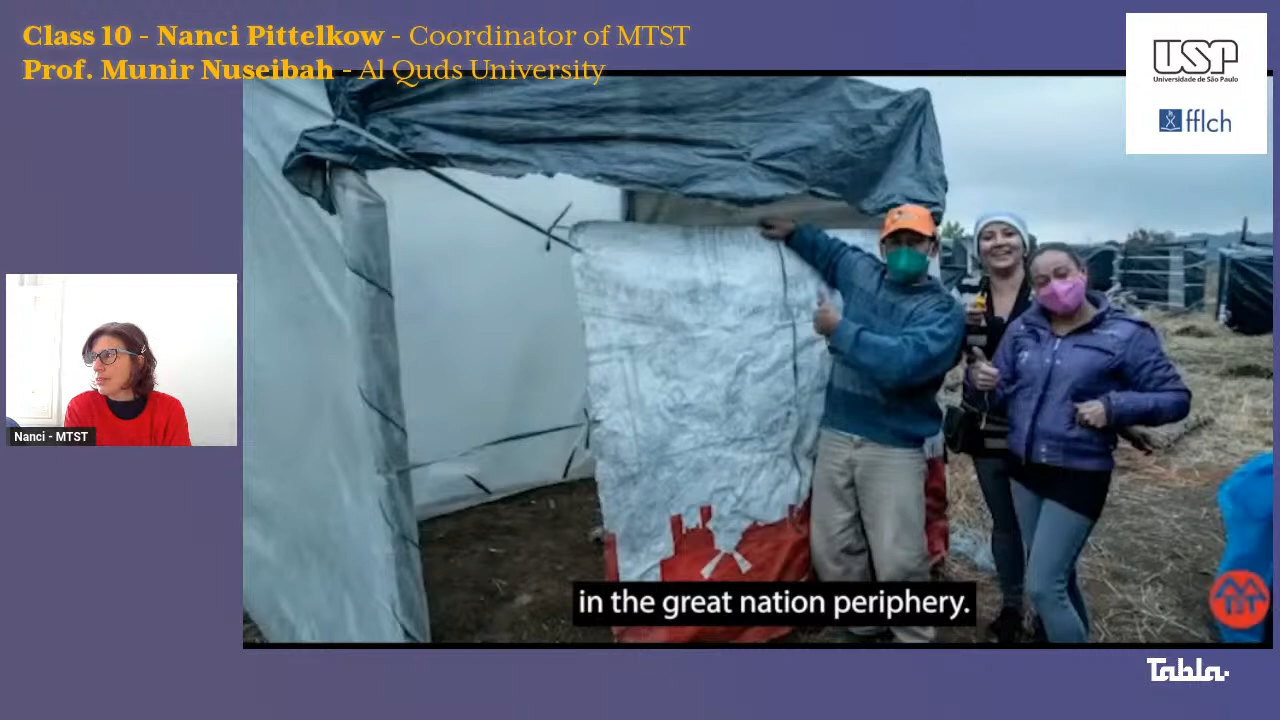 Class 10 - Nanci Pittelkow - Coordinator of MTST
Prof. Munir Nuseibah - Al Quds University
USP
Universidade de São Paulo
fflch
Nanci - MTST
in the great nation periphery.
MTST
Tabla.